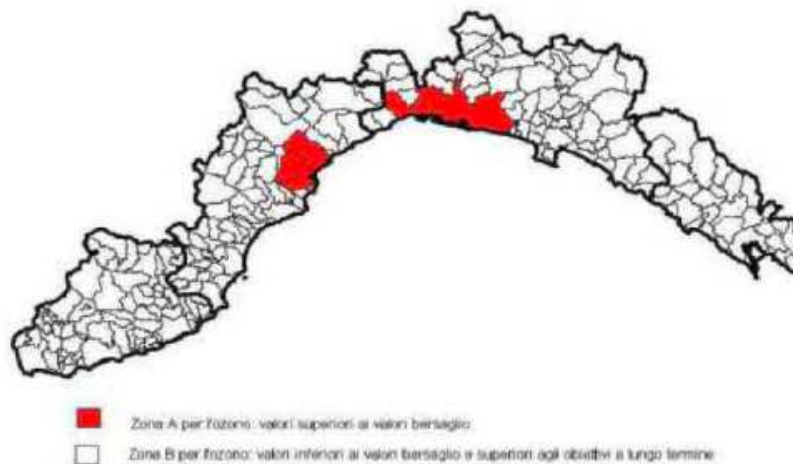 Zona A per l'ozono: valori superiori ai valori bersaglio
Zona B per l'ozono: valori inferiori ai valori bersaglio e superiori agli obiettivi a lungo termine